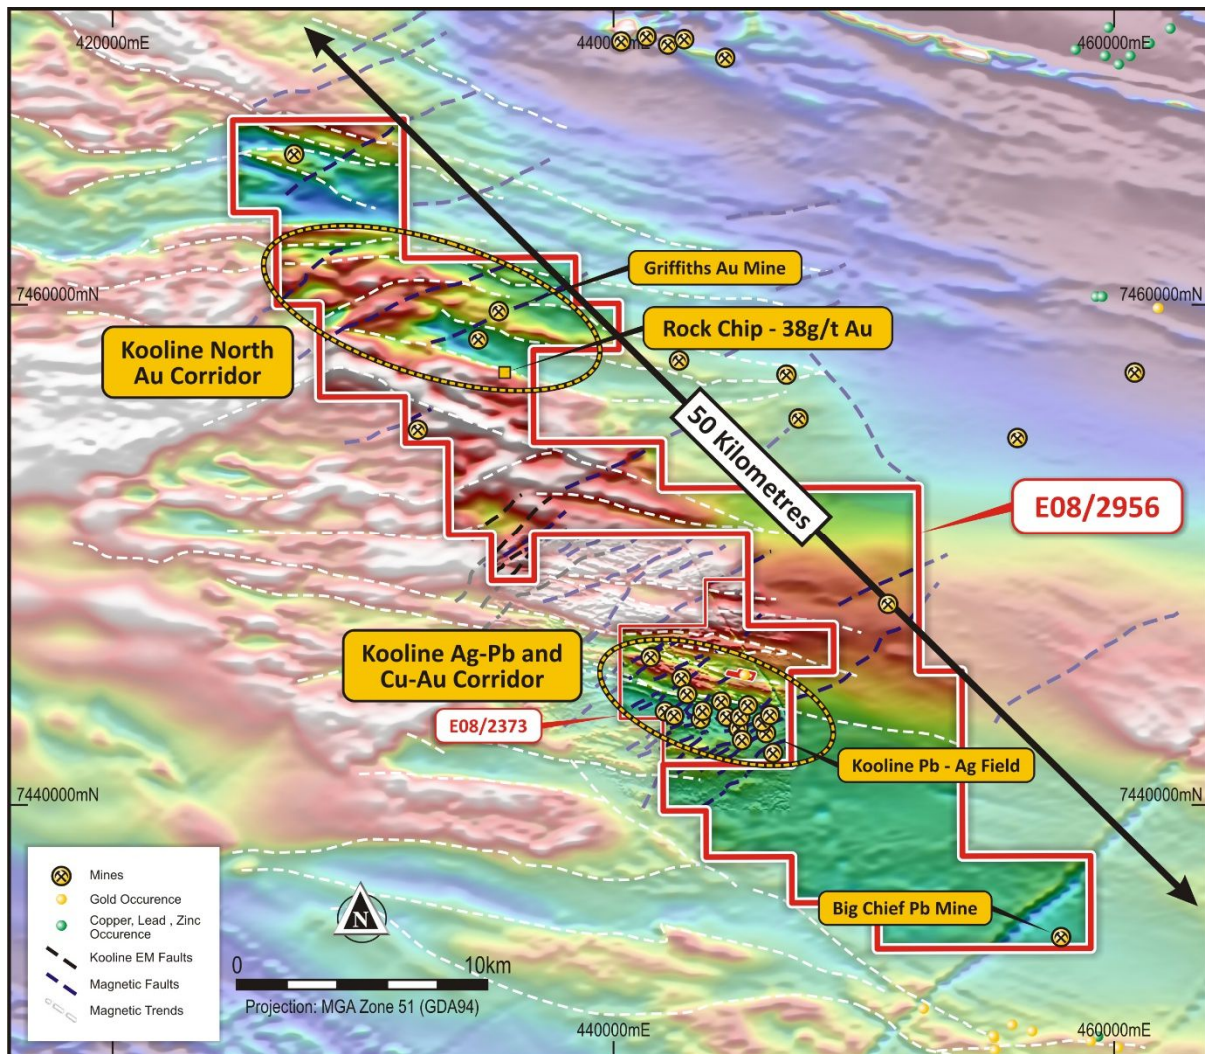 420000mE
440000mE
460000mE
7460000mN
7460000mN
Griffiths Au Mine
Rock Chip - 38g/t Au
Kooline North
Au Corridor
50 Kilometres
E08/2956
Kooline Ag-Pb and
Cu-Au Corridor
E08/2373
Kooline Pb - Ag Field
7440000mN
7440000mN
Big Chief Pb Mine
Mines
Gold Occurence
Copper, Lead , Zinc
Occurence
Kooline EM Faults
Magnetic Faults
Magnetic Trends
N
0
10km
Projection: MGA Zone 51 (GDA94)
440000mE
460000mE